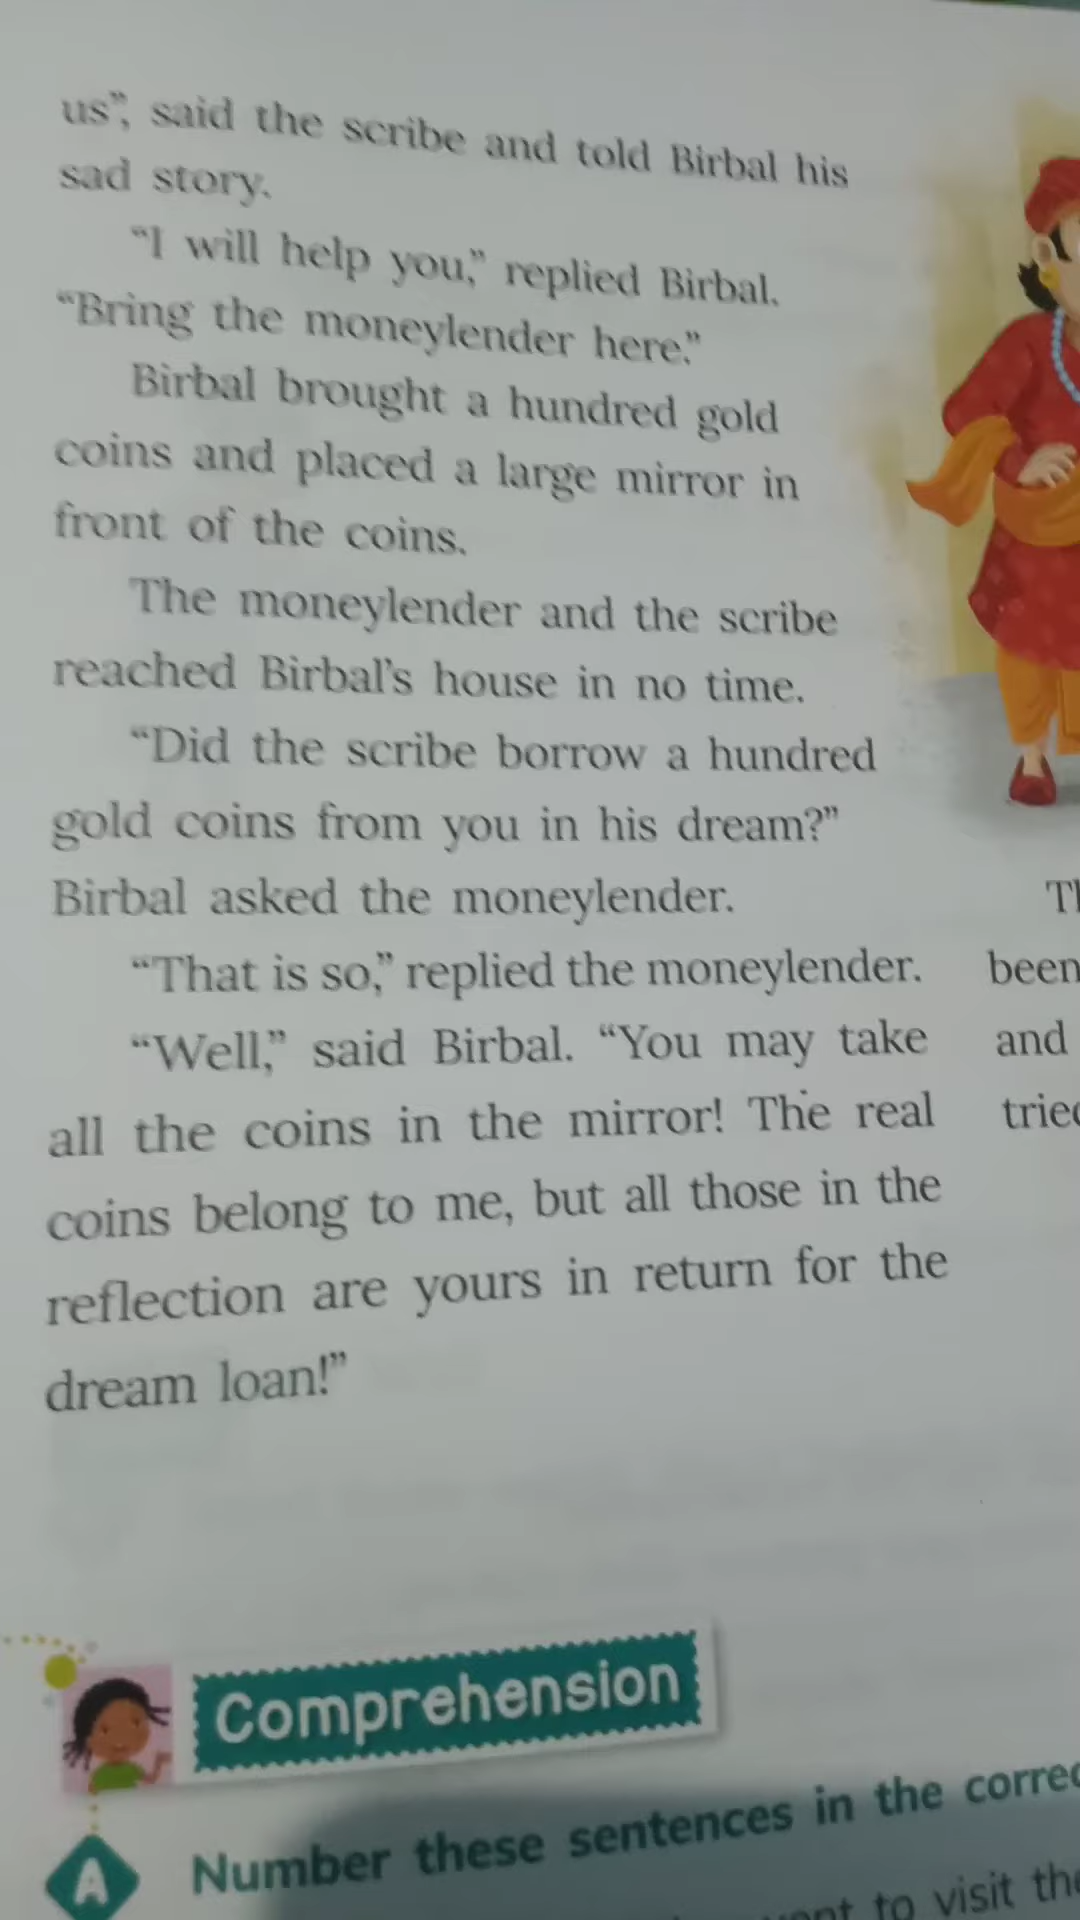 us”, said the scribe and told Birbal his
sad story.
“I will help you,” replied Birbal.
“Bring the moneylender here.”
Birbal brought a hundred gold
coins and placed a large mirror in
front of the coins.
The moneylender and the scribe
reached Birbal’s house in no time.
“Did the scribe borrow a hundred
gold coins from you in his dream?”
Birbal asked the moneylender.
“That is so,” replied the moneylender.
“Well,” said Birbal. “You may take
all the coins in the mirror! The real
coins belong to me, but all those in the
reflection are yours in return for the
dream loan!”
been
and
Comprehension
A Number these sentences in the
to visit